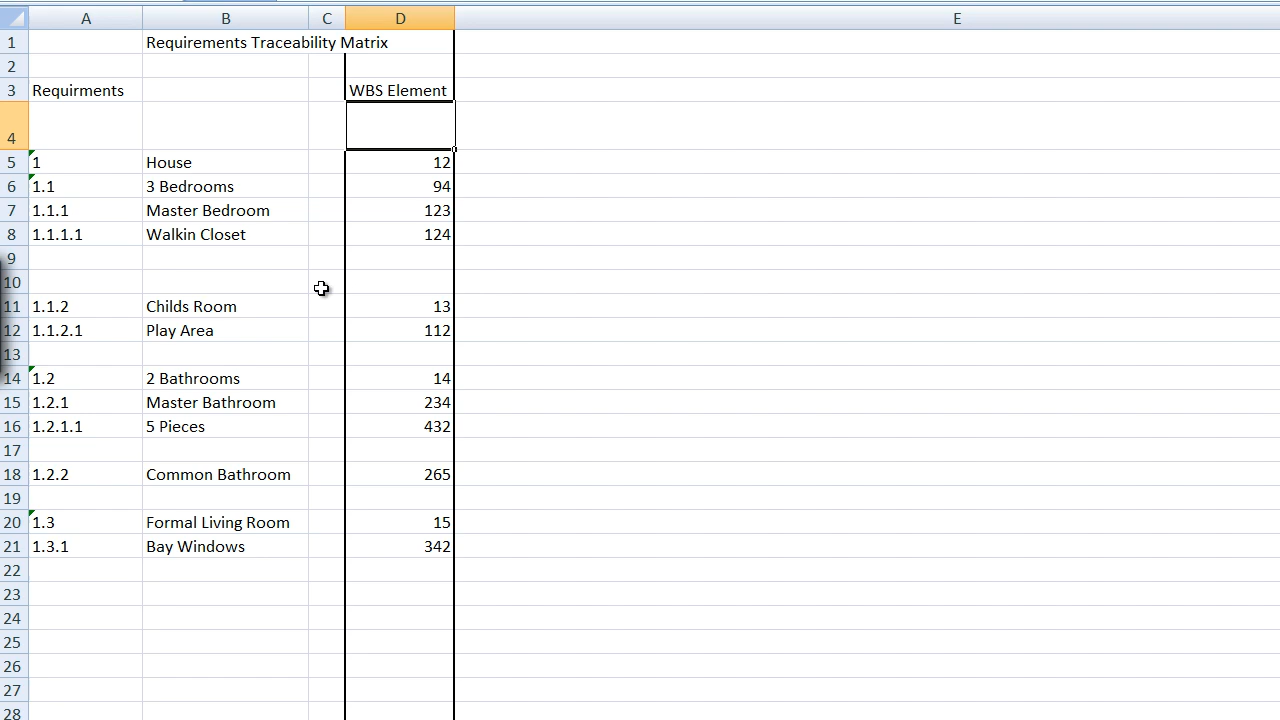 A B C D E
1 Requirements Traceability Matrix
2
3 Requirments WBS Element
4
5 1 House 12
6 1.1 3 Bedrooms 94
7 1.1.1 Master Bedroom 123
8 1.1.1.1 Walkin Closet 124
9
10
11 1.1.2 Childs Room 13
12 1.1.2.1 Play Area 112
13
14 1.2 2 Bathrooms 14
15 1.2.1 Master Bathroom 234
16 1.2.1.1 5 Pieces 432
17
18 1.2.2 Common Bathroom 265
19
20 1.3 Formal Living Room 15
21 1.3.1 Bay Windows 342
22
23
24
25
26
27
28